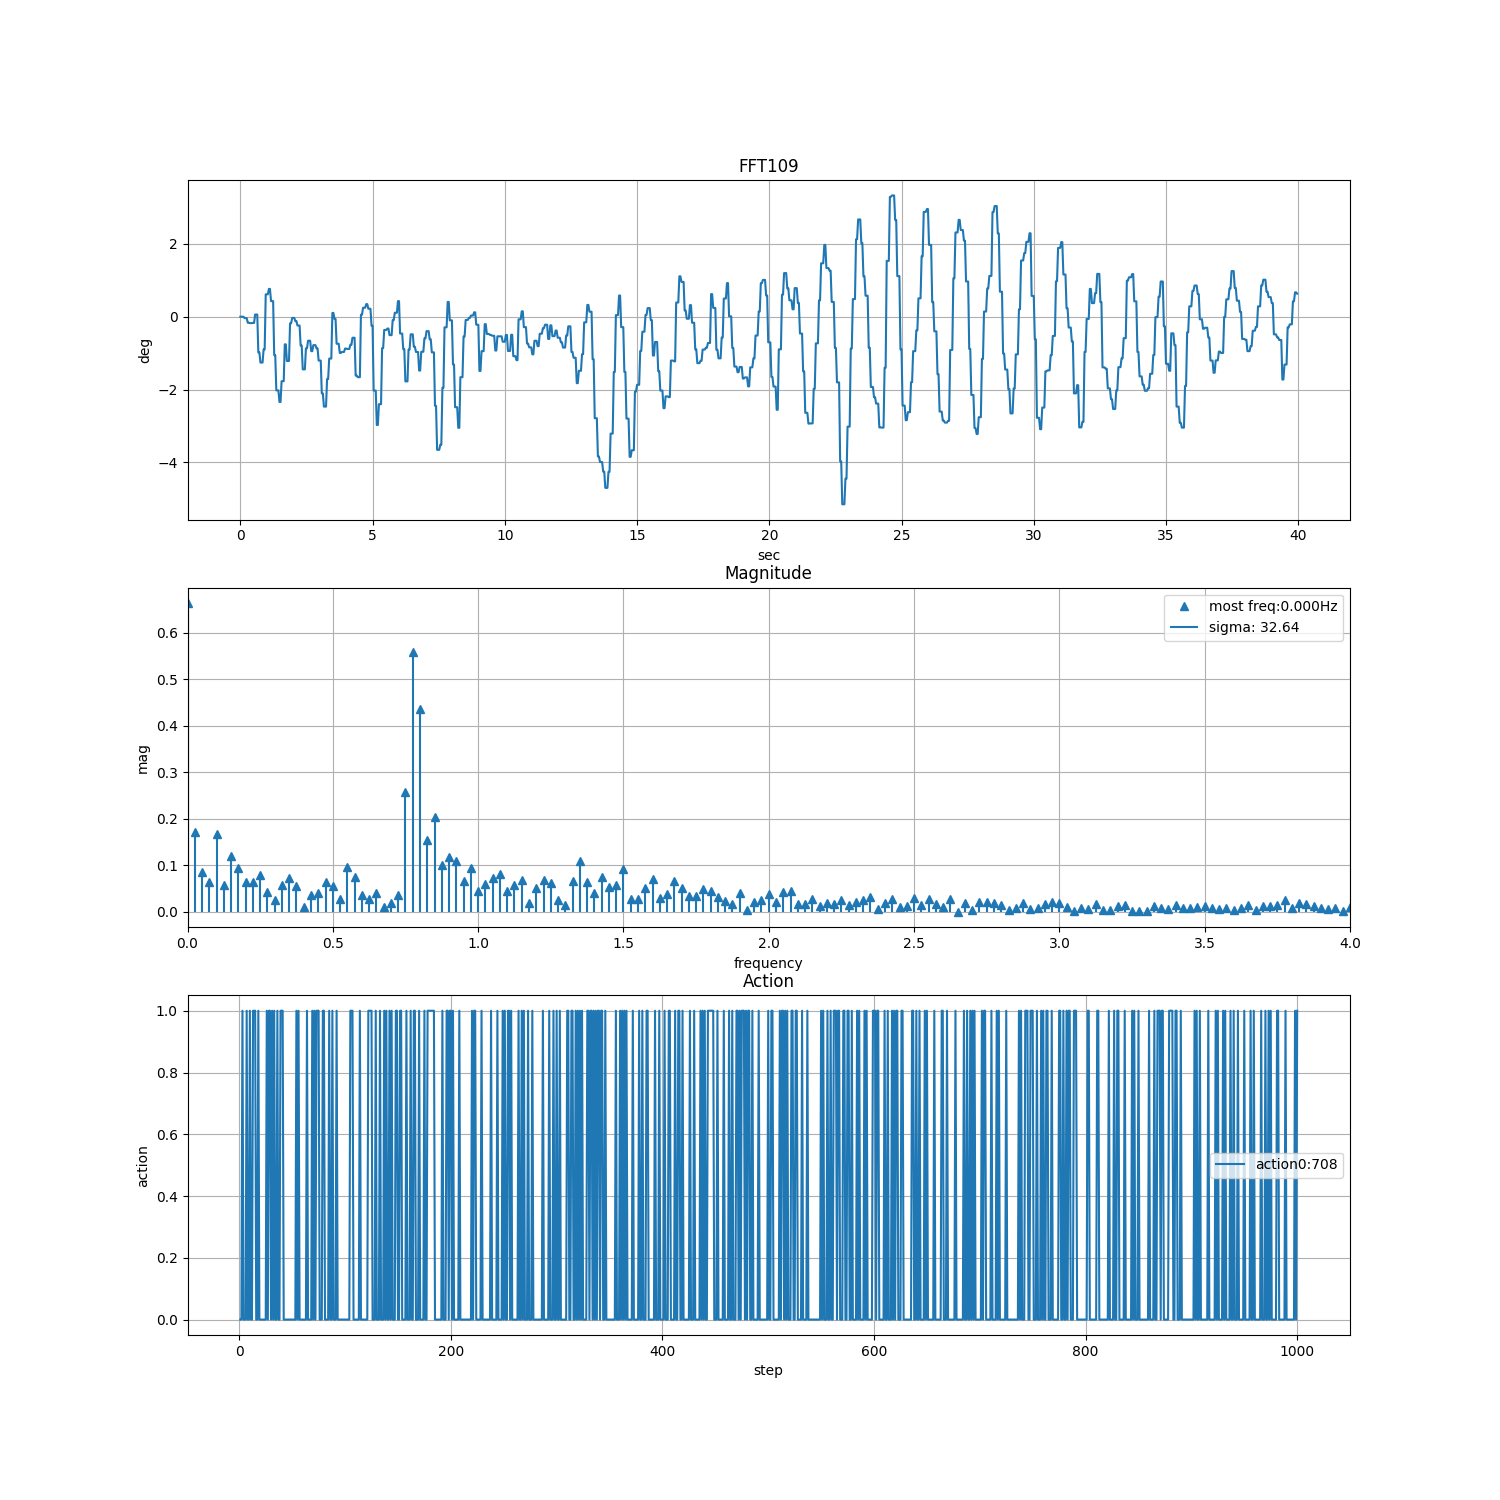 FFT109
2
0
−2
−4
deg
0 5 10 15 20 25 30 35 40
sec
Magnitude
most freq:0.000Hz
sigma: 32.64
0.6
0.5
0.4
0.3
0.2
0.1
0.0
mag
0.0 0.5 1.0 1.5 2.0 2.5 3.0 3.5 4.0
frequency
Action
1.0
0.8
0.6
0.4
0.2
0.0
action
action0:708
0 200 400 600 800 1000
step